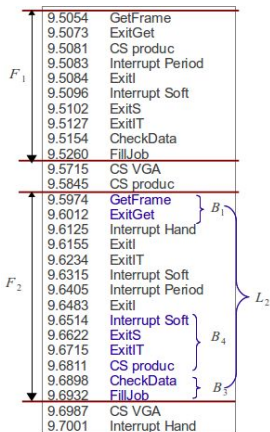 9.5054 GetFrame
9.5073 ExitGet
9.5081 CS produc
9.5083 Interrupt Period
F1 9.5084 ExitI
9.5096 Interrupt Soft
9.5102 ExitS
9.5127 ExitIT
9.5154 CheckData
9.5260 FillJob
9.5715 CS VGA
9.5845 CS produc
9.5974 GetFrame
9.6012 ExitGet B1
9.6125 Interrupt Hand
9.6155 ExitI
9.6234 ExitIT
9.6315 Interrupt Soft
F2 9.6405 Interrupt Period L2
9.6483 ExitI
9.6514 Interrupt Soft
9.6622 ExitS B4
9.6715 ExitIT
9.6811 CS produc
9.6898 CheckData B3
9.6932 FillJob
9.6987 CS VGA
9.7001 Interrupt Hand